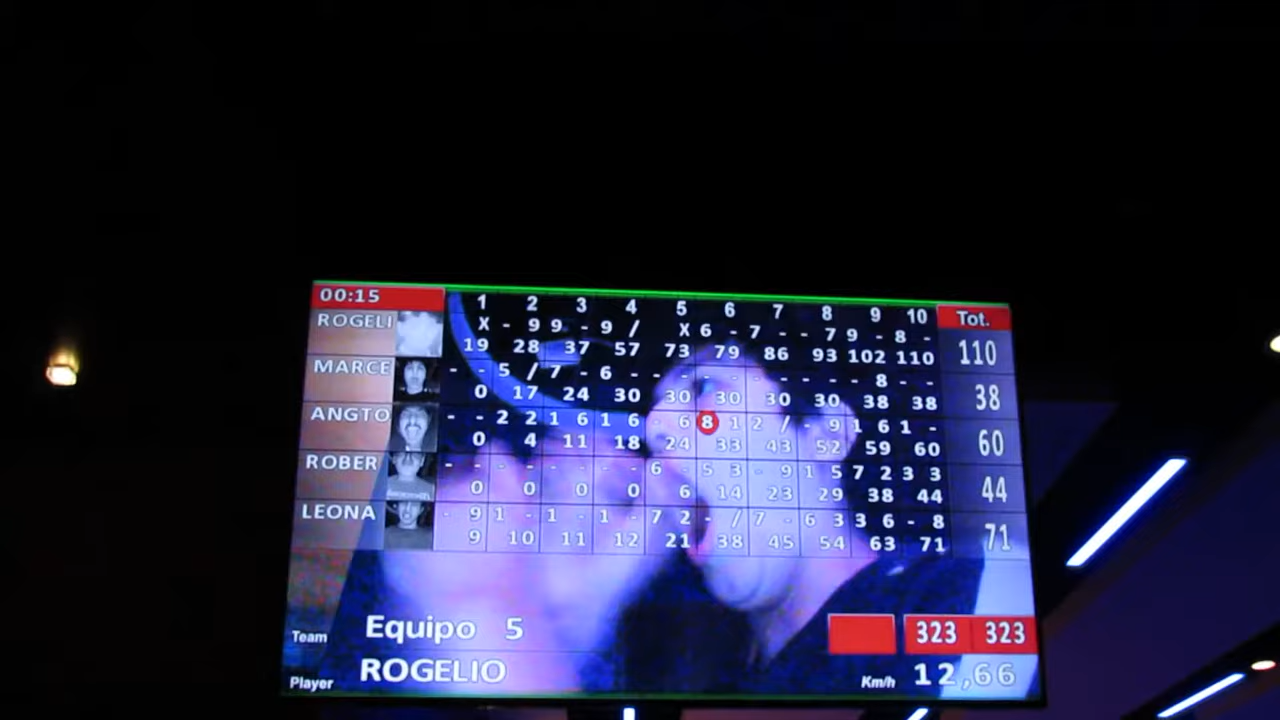 00:15 1 2 3 4 5 6 7 8 9 10 Tot.
ROGELI X - 9 9 - 9 / X 6 - 7 - - 7 9 - 8 - 110
19 28 37 57 73 79 86 93 102 110
MARCE - - 5 / 7 - 6 - - - - - - - - - 8 - - 38
0 17 24 30 30 30 30 30 38 38
ANGTO - - 2 2 1 6 1 6 - 6 8 1 2 / - 9 1 6 1 - 60
0 4 11 18 24 33 43 52 59 60
ROBER - - - - - - - - 6 - 5 3 - 9 1 5 7 2 3 3 44
0 0 0 0 6 14 23 29 38 44
LEONA - 9 1 - 1 - 1 - 7 2 - / 7 - 6 3 3 6 - 8 71
9 10 11 12 21 38 45 54 63 71
Team Equipo 5 323 323
Player ROGELIO Km/h 12,66